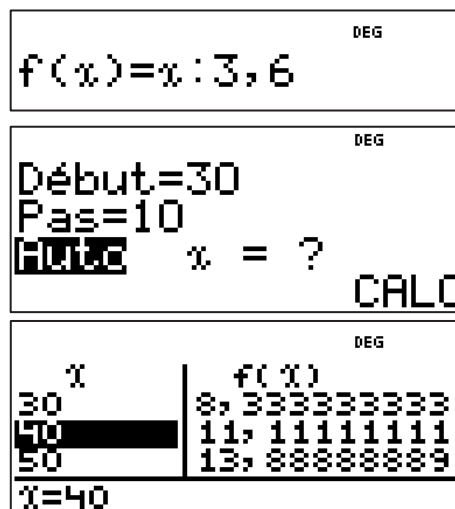 DEG
f(x)=x:3,6
DEG
Début=30
Pas=10
Auto x = ?
CALC
DEG
x f(x)
30 8,333333333
40 11,11111111
50 13,88888889
x=40